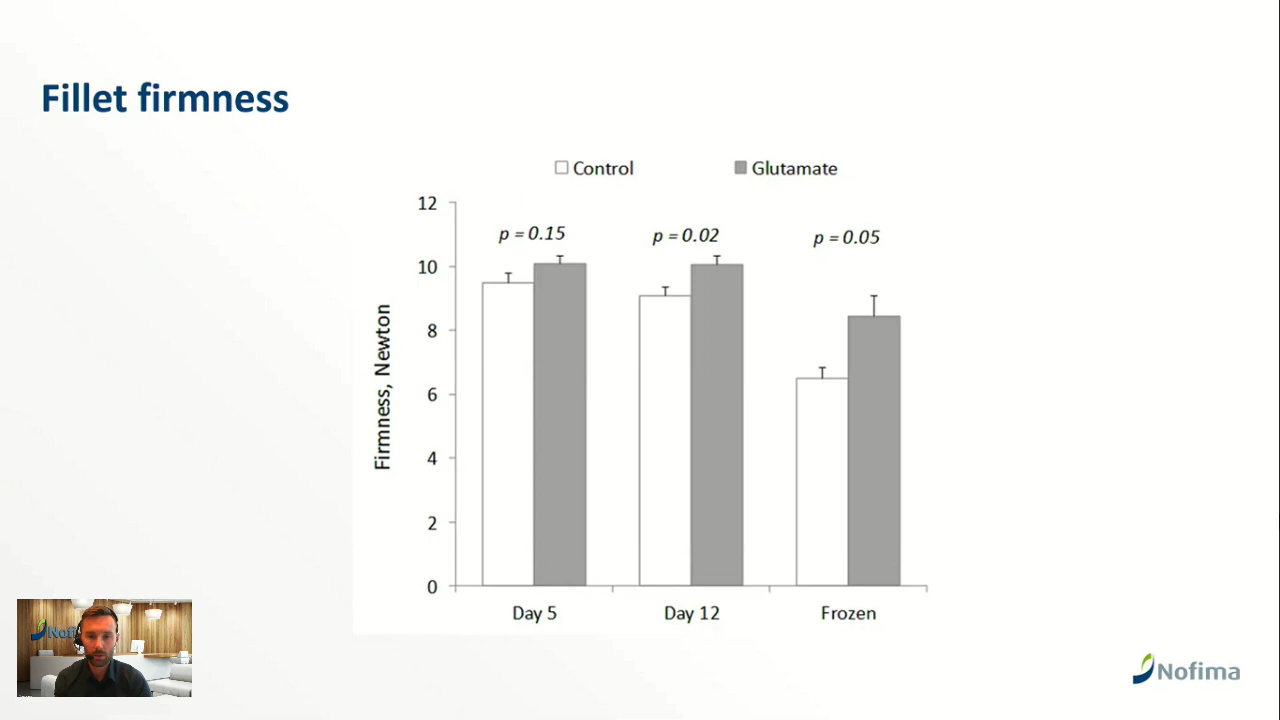 Fillet firmness
Control
Glutamate
12
10
8
6
4
2
0
Firmness, Newton
p = 0.15
p = 0.02
p = 0.05
Day 5
Day 12
Frozen
Nofima